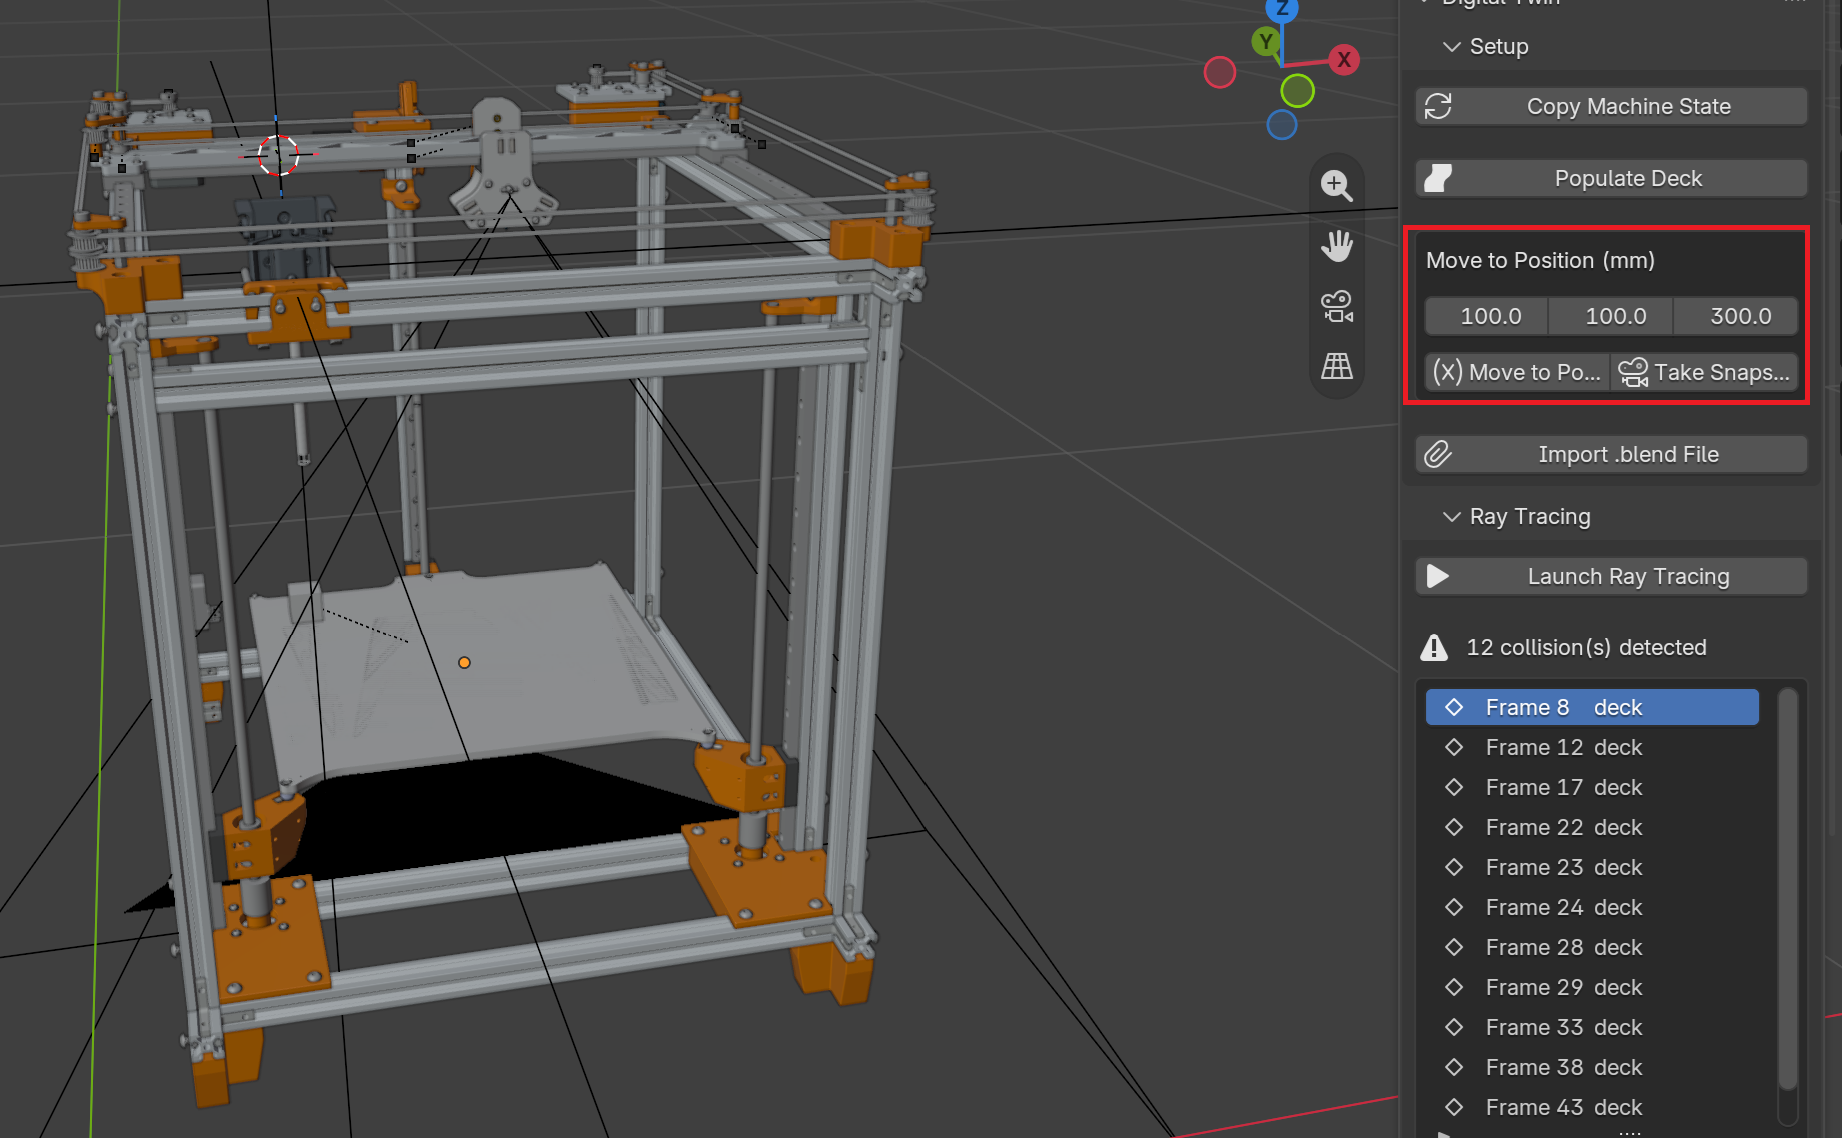 Digital Twin
Setup
Z
Y
X
Copy Machine State
Populate Deck
Move to Position (mm)
100.0 100.0 300.0
(x) Move to Po... Take Snaps...
Import .blend File
Ray Tracing
Launch Ray Tracing
12 collision(s) detected
Frame 8 deck
Frame 12 deck
Frame 17 deck
Frame 22 deck
Frame 23 deck
Frame 24 deck
Frame 28 deck
Frame 29 deck
Frame 33 deck
Frame 38 deck
Frame 43 deck